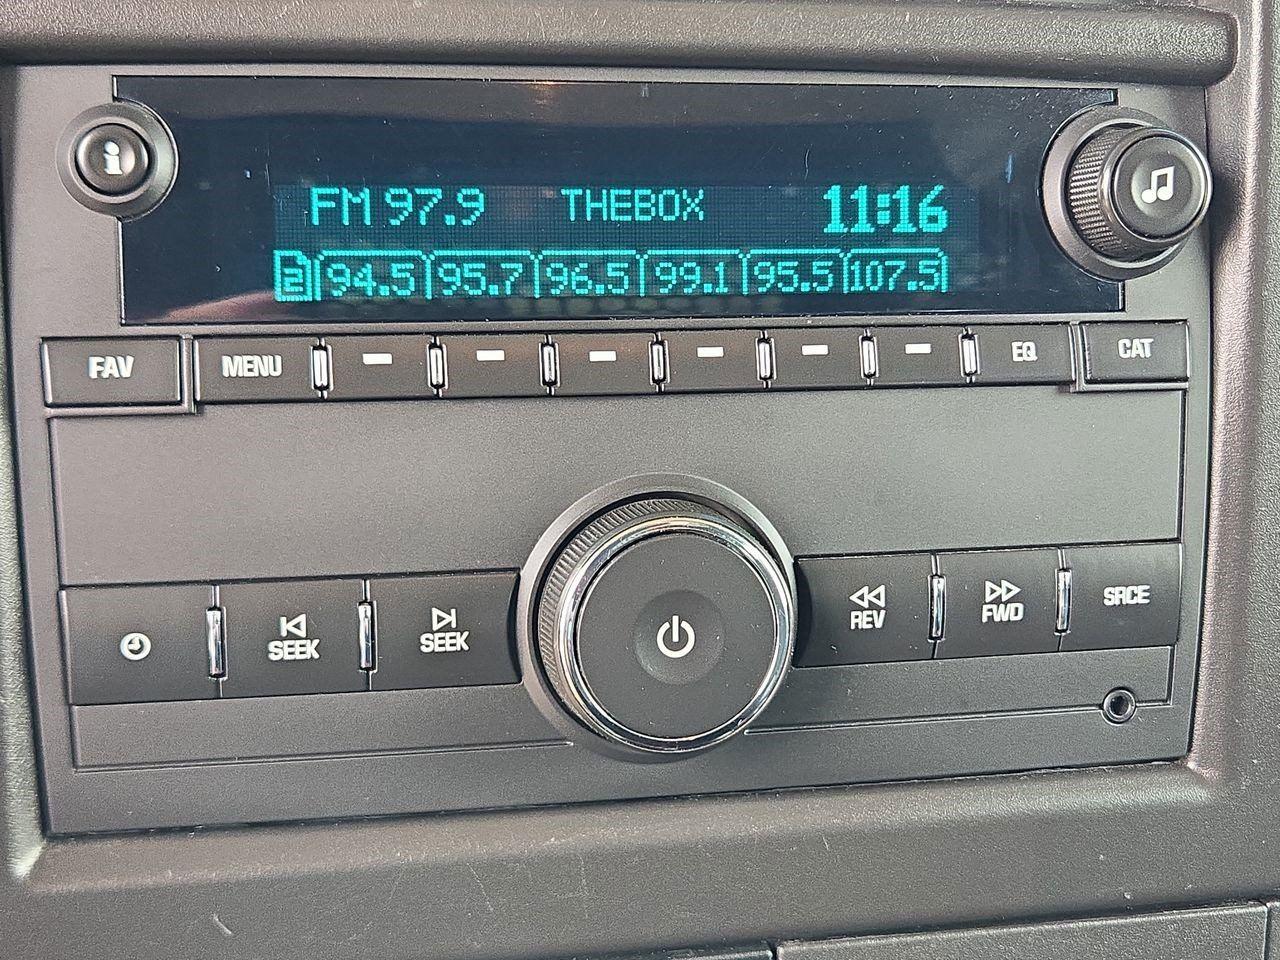 i
FM 97.9 THEBOX 11:16
2 94.5 95.7 96.5 99.1 95.5 107.5
FAV MENU EQ CAT
SEEK SEEK REV FWD SRCE